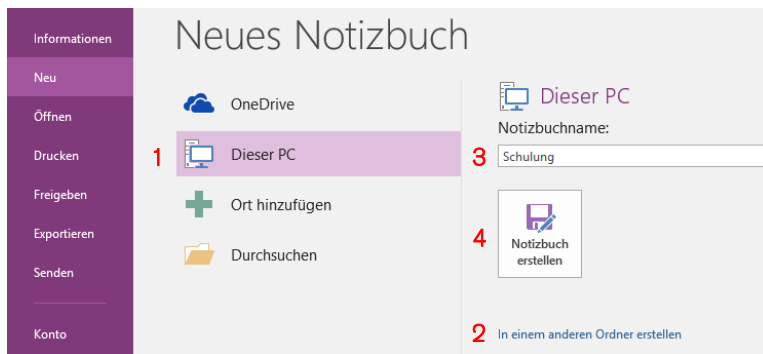 Neues Notizbuch
Informationen
Neu
Öffnen
Drucken
Freigeben
Exportieren
Senden
Konto
OneDrive
1 Dieser PC
Ort hinzufügen
Durchsuchen
Dieser PC
Notizbuchname:
3 Schulung
4 Notizbuch
erstellen
2 In einem anderen Ordner erstellen